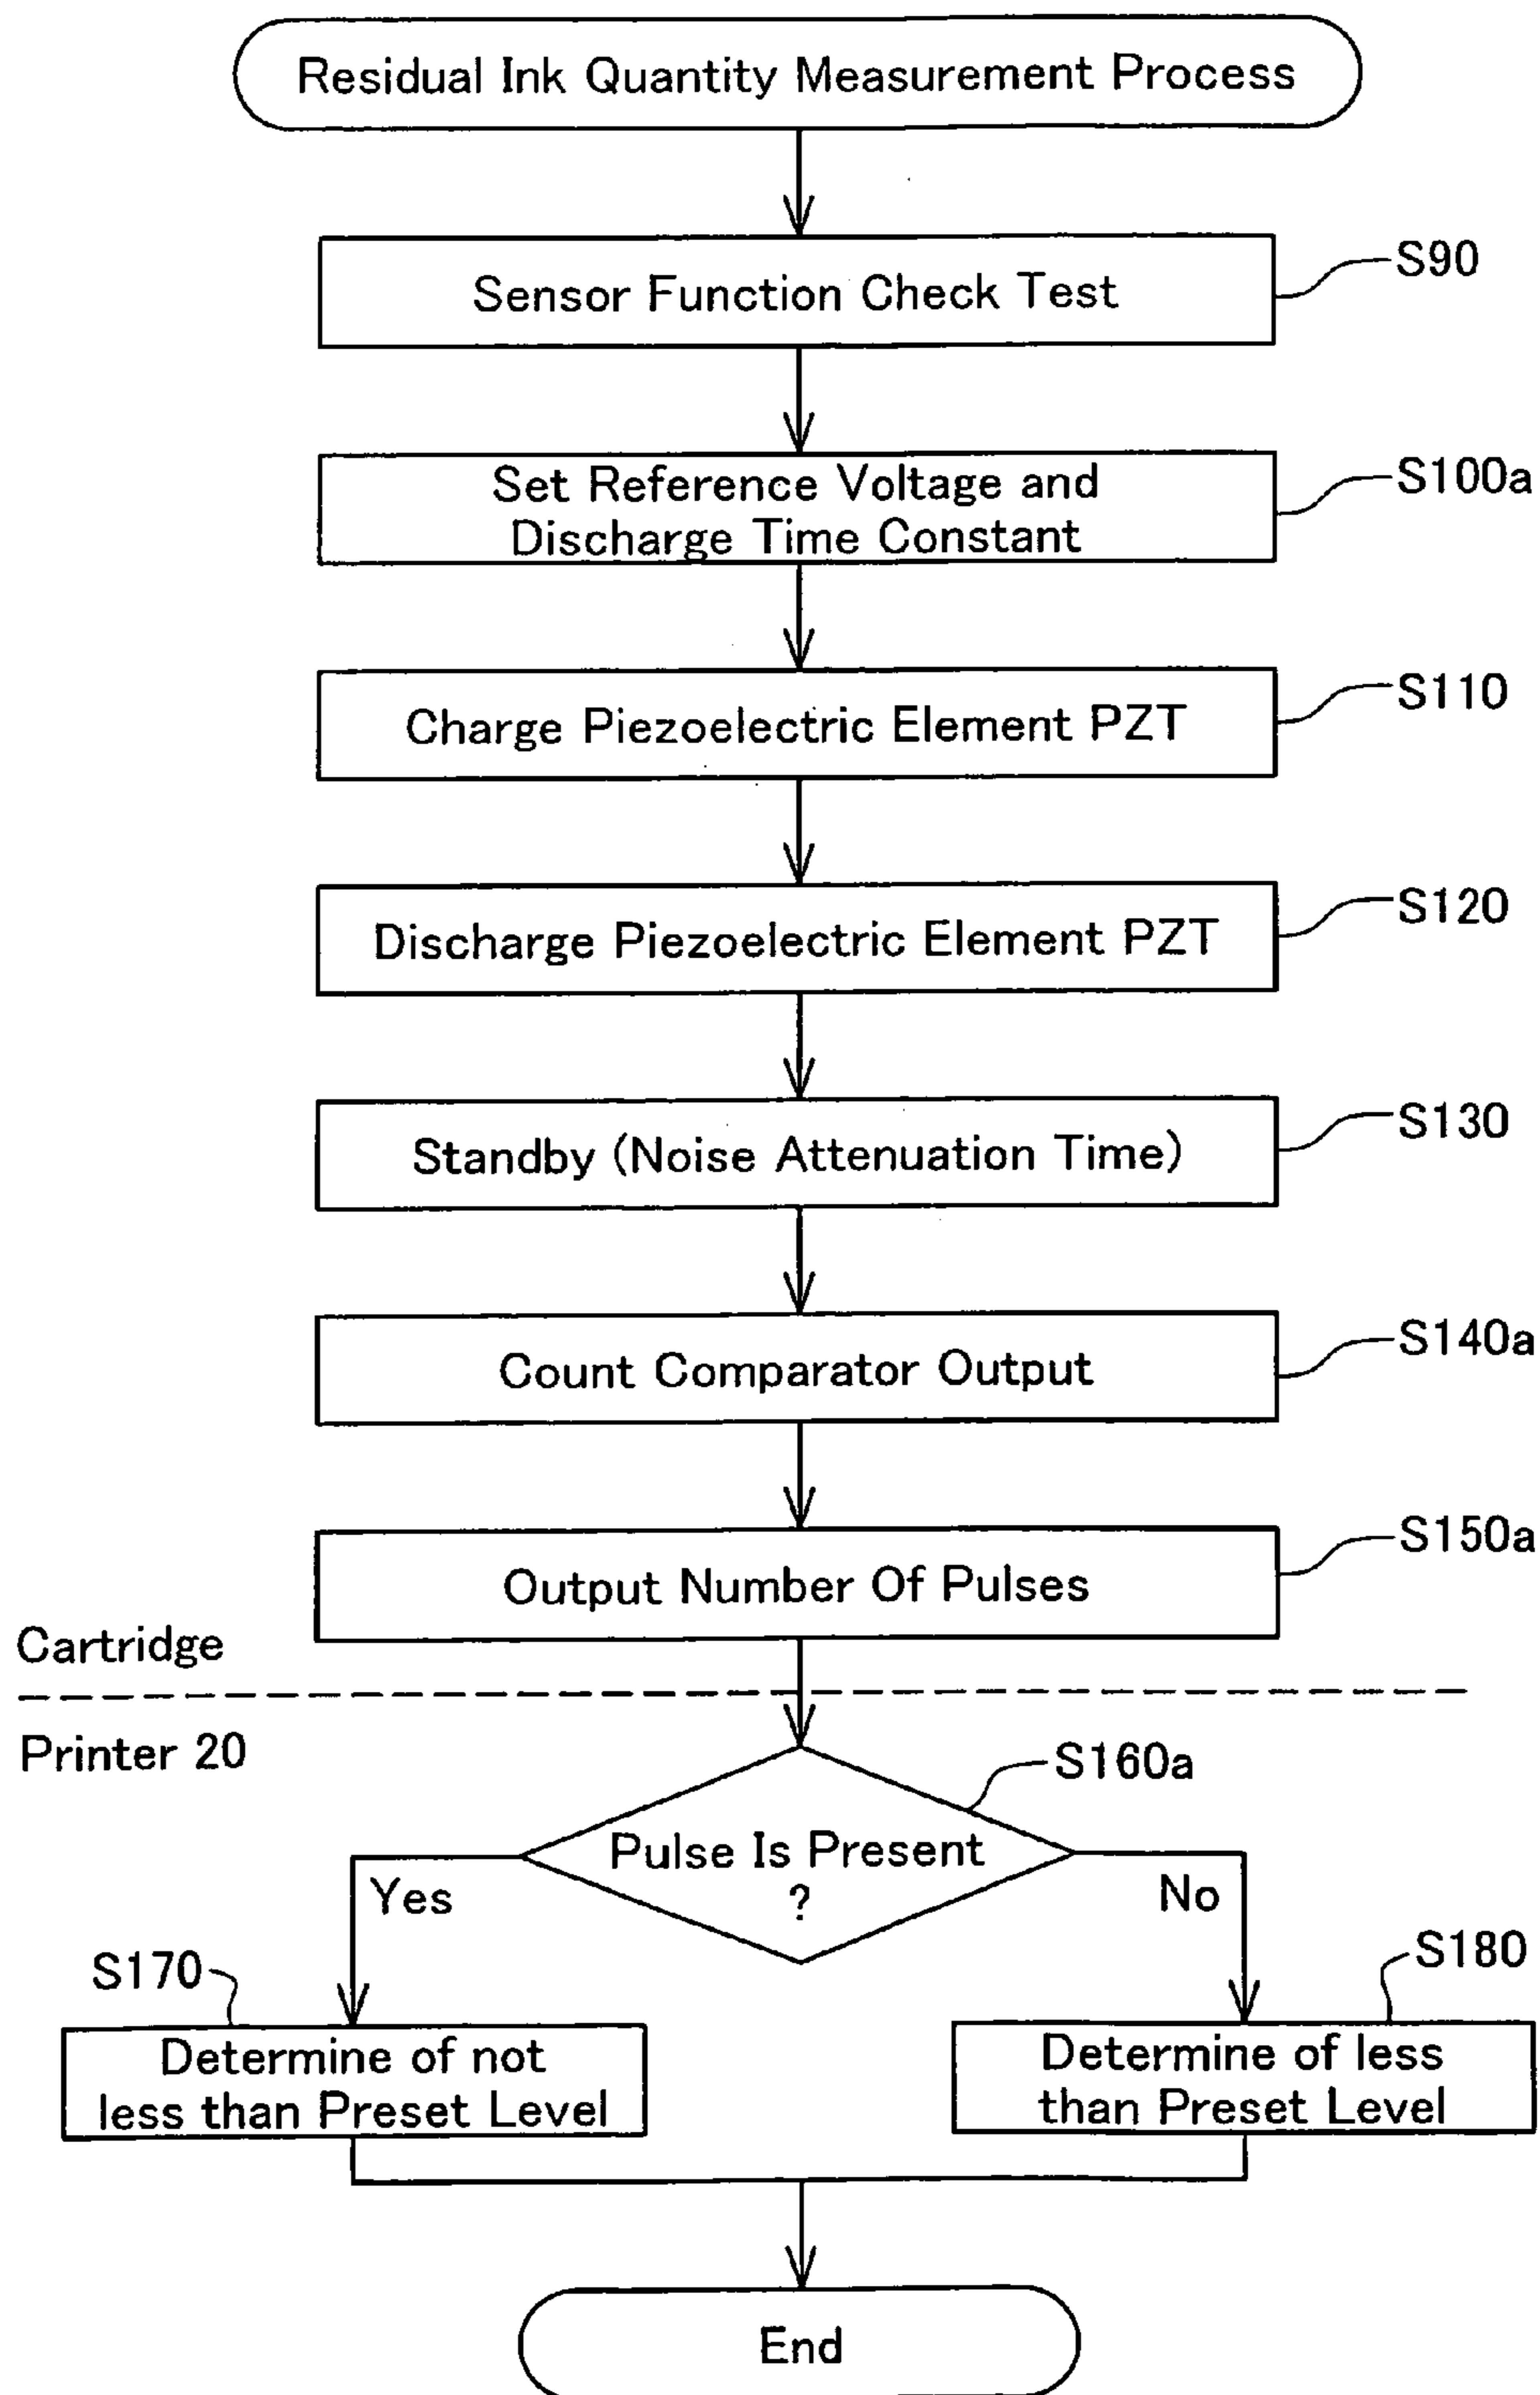 Residual Ink Quantity Measurement Process
Sensor Function Check Test
S90
Set Reference Voltage and
Discharge Time Constant
S100a
Charge Piezoelectric Element PZT
S110
Discharge Piezoelectric Element PZT
S120
Standby (Noise Attenuation Time)
S130
Count Comparator Output
S140a
Output Number Of Pulses
S150a
Cartridge
Printer 20
S160a
Pulse Is Present
?
Yes
No
S170
S180
Determine of not
less than Preset Level
Determine of less
than Preset Level
End